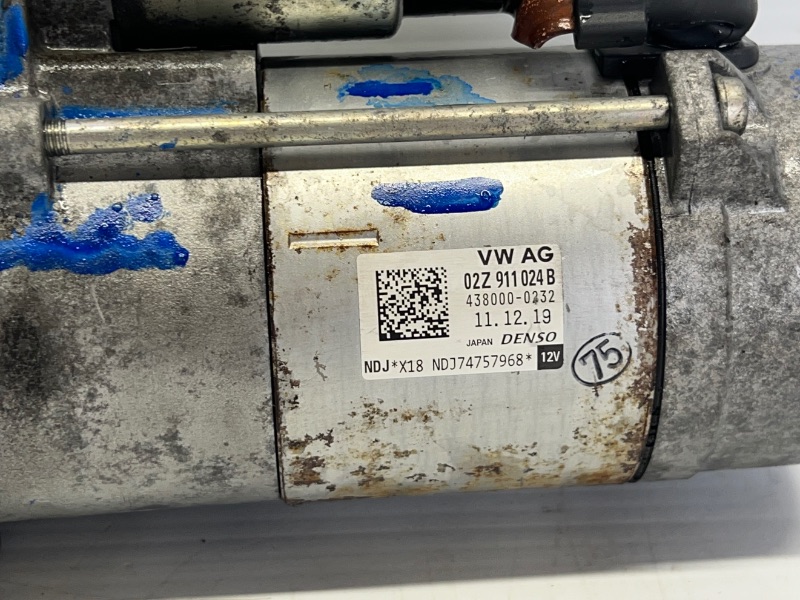 VW AG
02Z 911 024 B
438000-0232
11.12.19
JAPAN DENSO
NDJ*X18 NDJ74757968* 12V
75